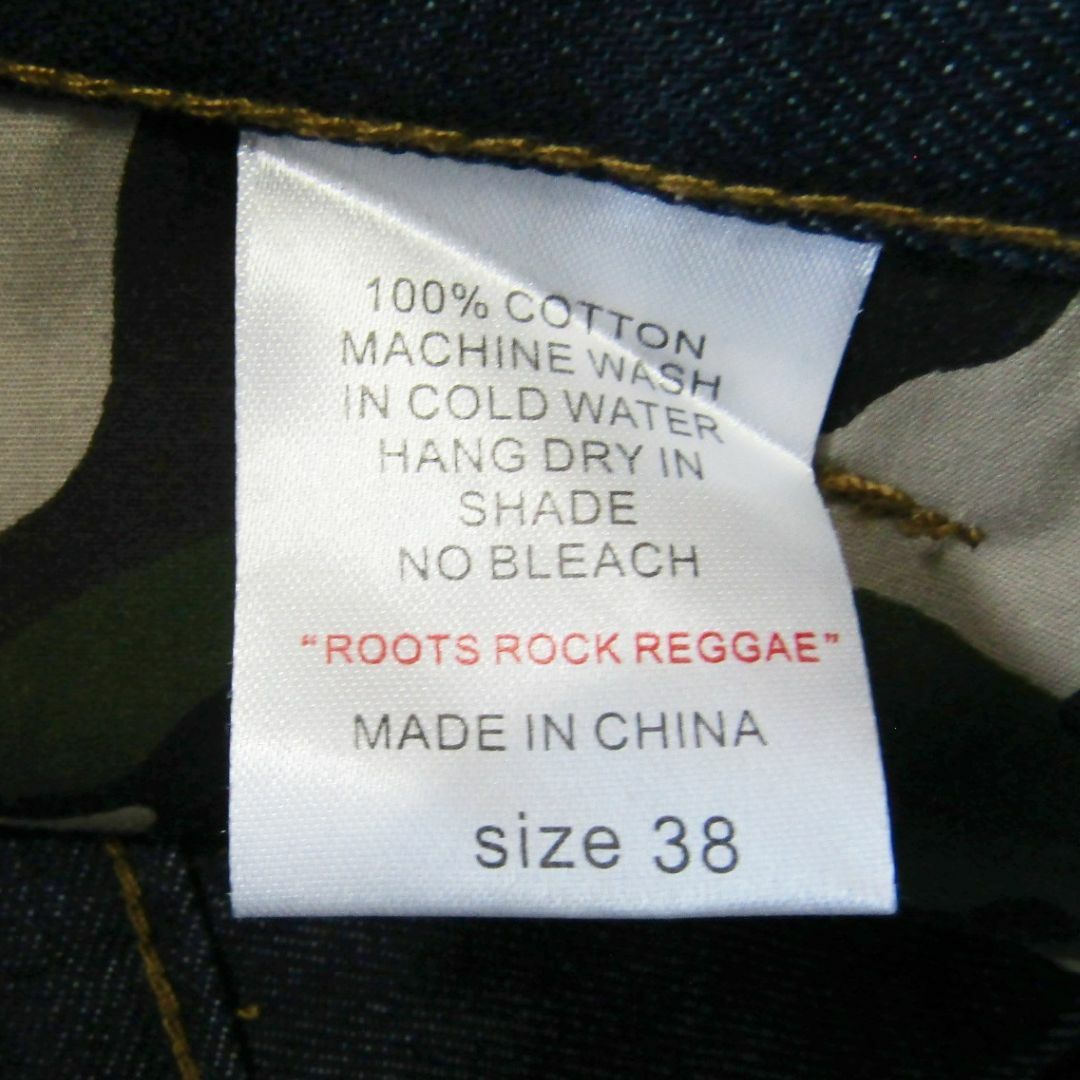 100% COTTON
MACHINE WASH
IN COLD WATER
HANG DRY IN
SHADE
NO BLEACH
“ROOTS ROCK REGGAE”
MADE IN CHINA
size 38